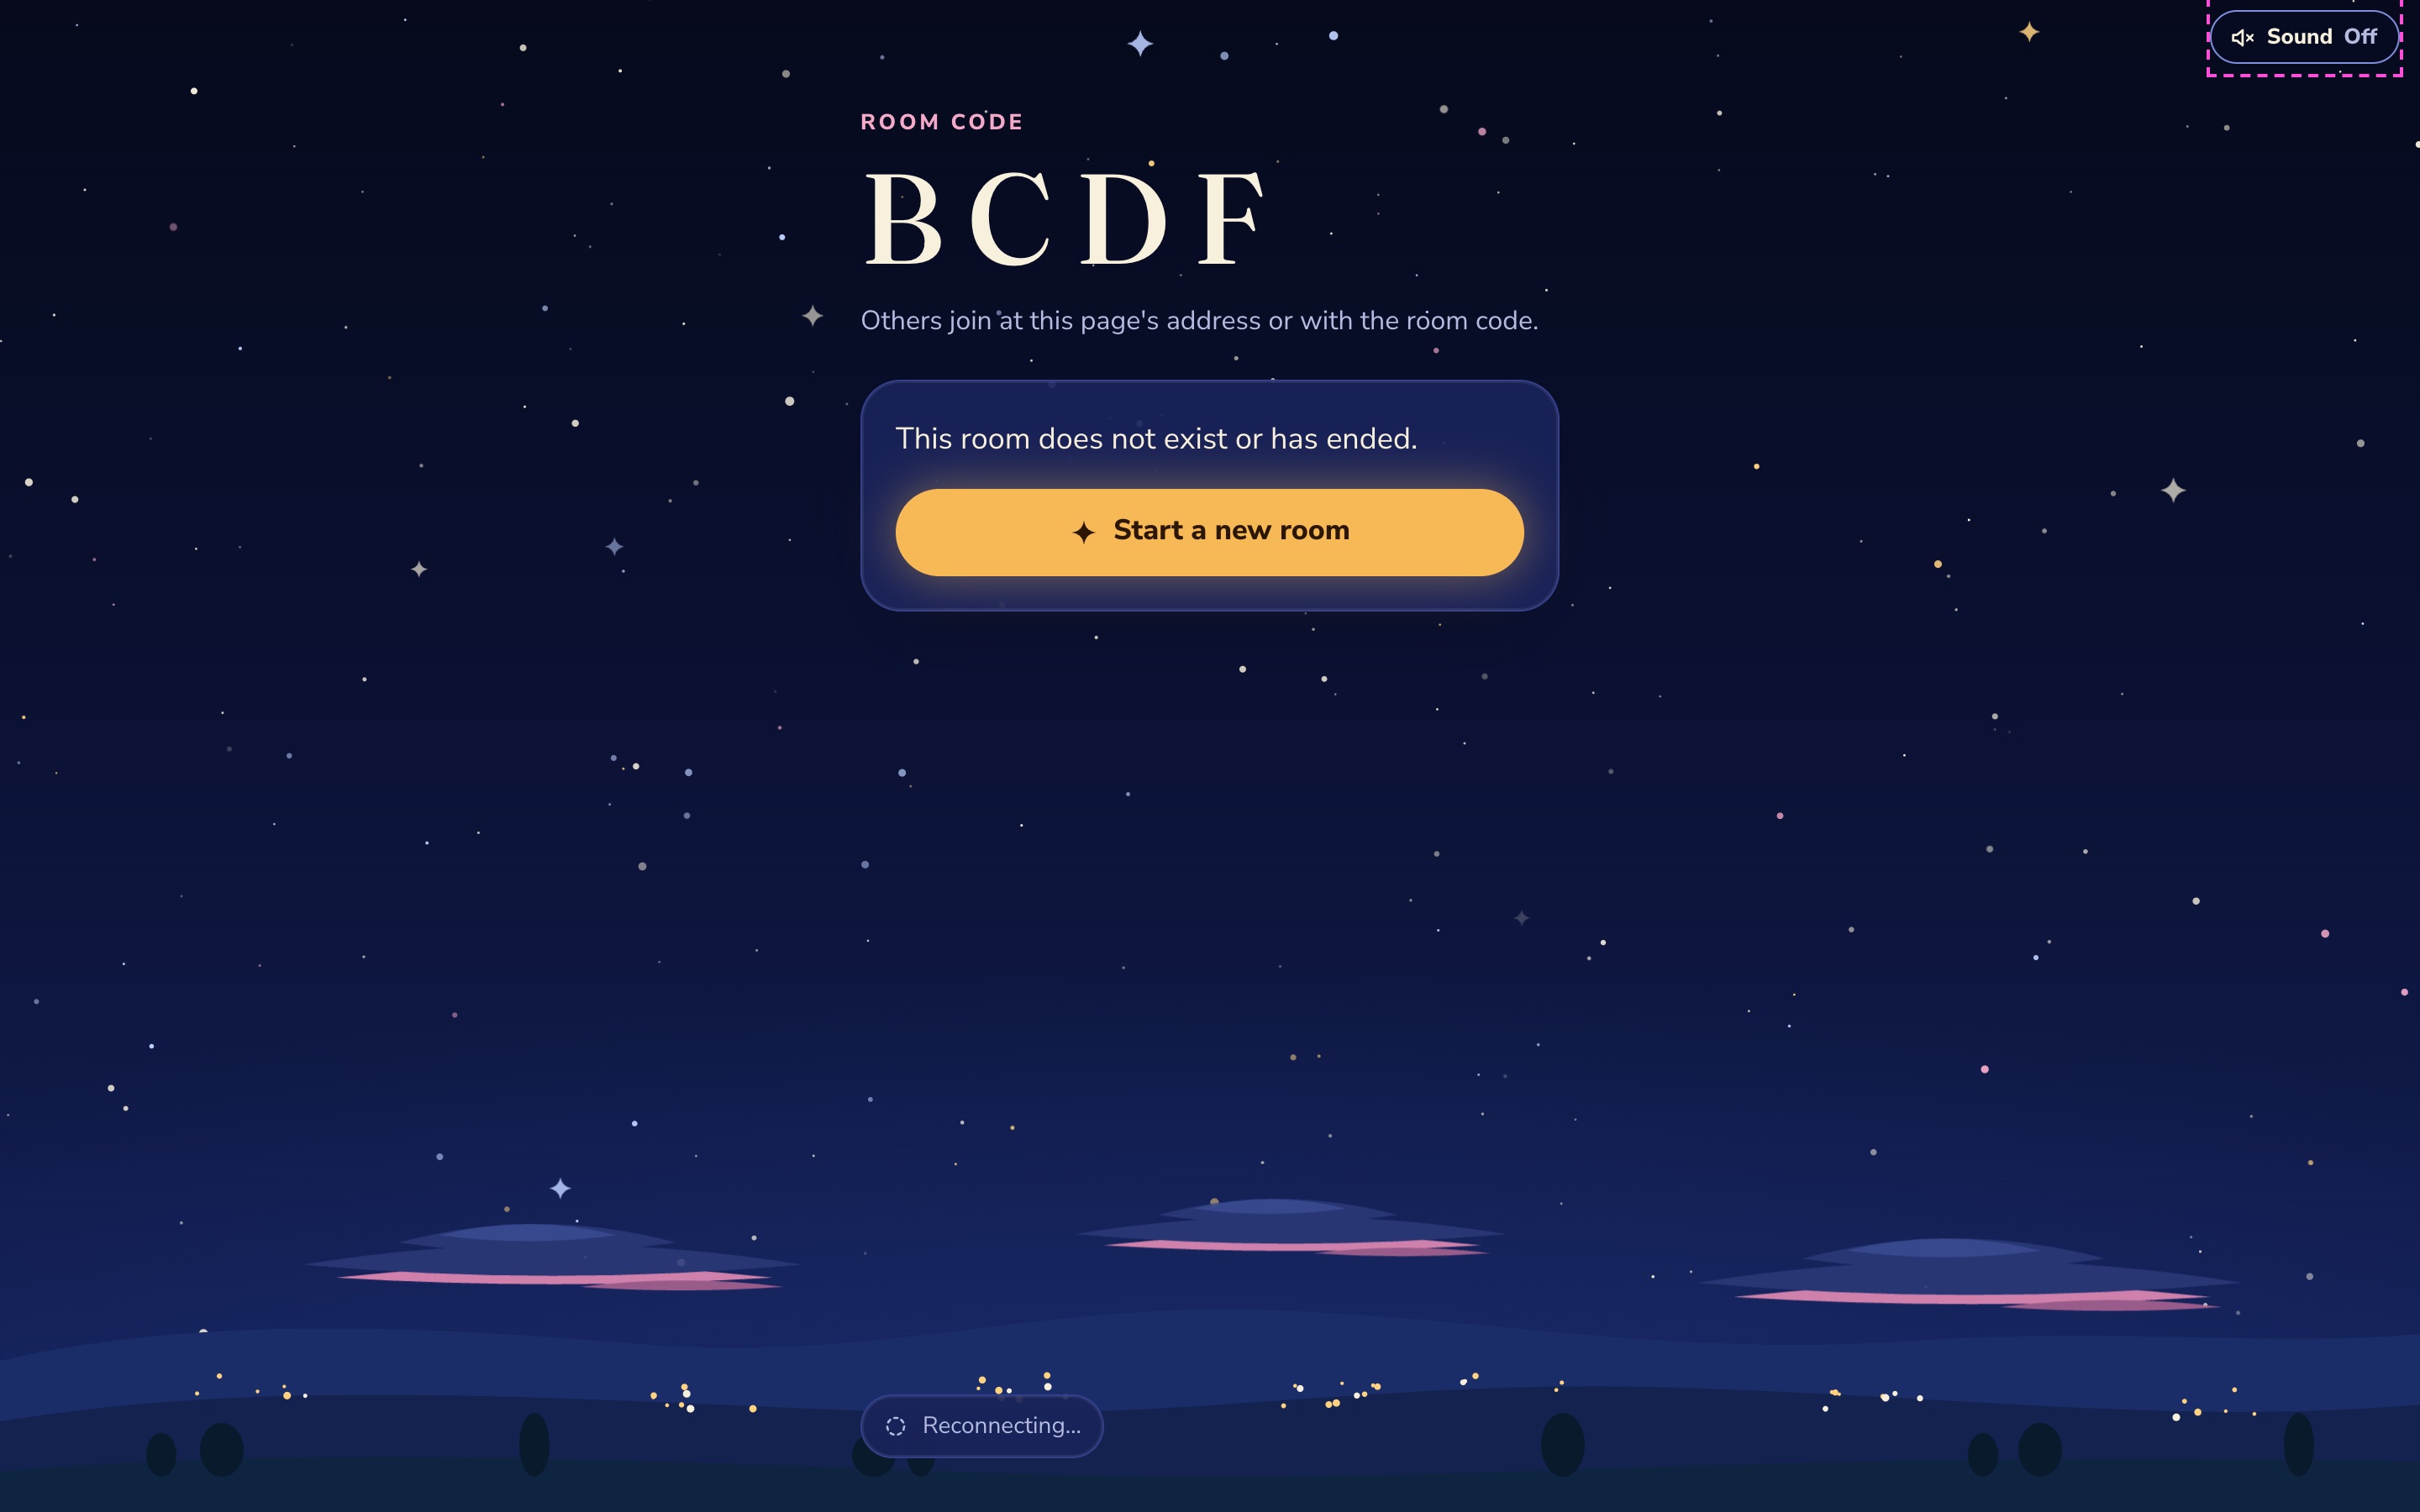 Sound Off
ROOM CODE
BCDF
Others join at this page's address or with the room code.
This room does not exist or has ended.
Start a new room
Reconnecting...